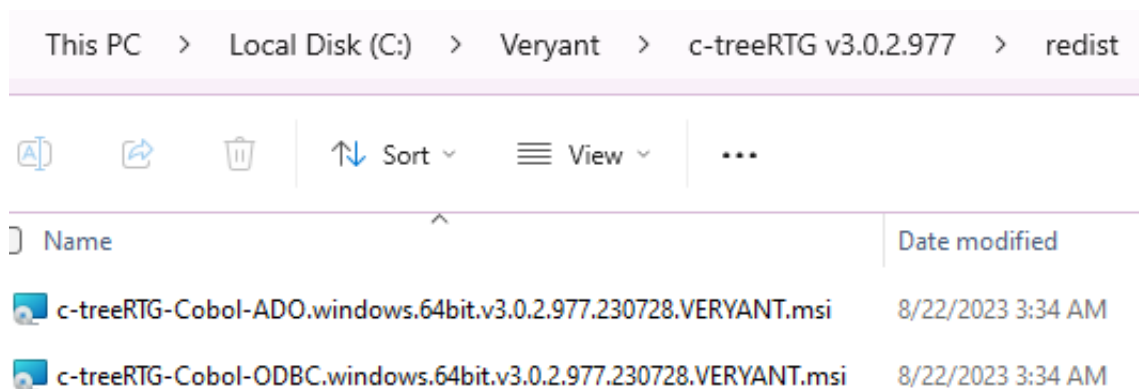 This PC > Local Disk (C:) > Veryant > c-treeRTG v3.0.2.977 > redist
Sort View ...
Name Date modified
c-treeRTG-Cobol-ADO.windows.64bit.v3.0.2.977.230728.VERYANT.msi 8/22/2023 3:34 AM
c-treeRTG-Cobol-ODBC.windows.64bit.v3.0.2.977.230728.VERYANT.msi 8/22/2023 3:34 AM